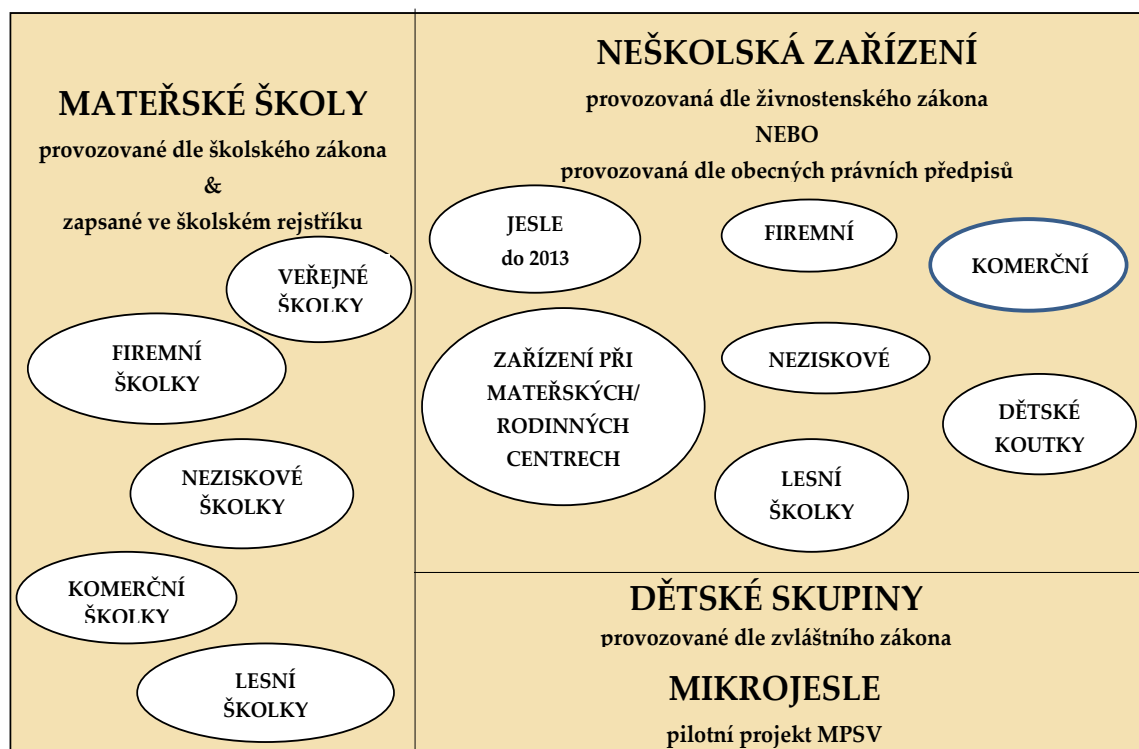 MATEŘSKÉ ŠKOLY
provozované dle školského zákona
&
zapsané ve školském rejstříku
VEŘEJNÉ
ŠKOLKY
FIREMNÍ
ŠKOLKY
NEZISKOVÉ
ŠKOLKY
KOMERČNÍ
ŠKOLKY
LESNÍ
ŠKOLKY
NEŠKOLSKÁ ZAŘÍZENÍ
provozovaná dle živnostenského zákona
NEBO
provozovaná dle obecných právních předpisů
JESLE
do 2013
FIREMNÍ
KOMERČNÍ
ZAŘÍZENÍ PŘI
MATEŘSKÝCH/
RODINNÝCH
CENTRECH
NEZISKOVÉ
DĚTSKÉ
KOUTKY
LESNÍ
ŠKOLKY
DĚTSKÉ SKUPINY
provozované dle zvláštního zákona
MIKROJESLE
pilotní projekt MPSV